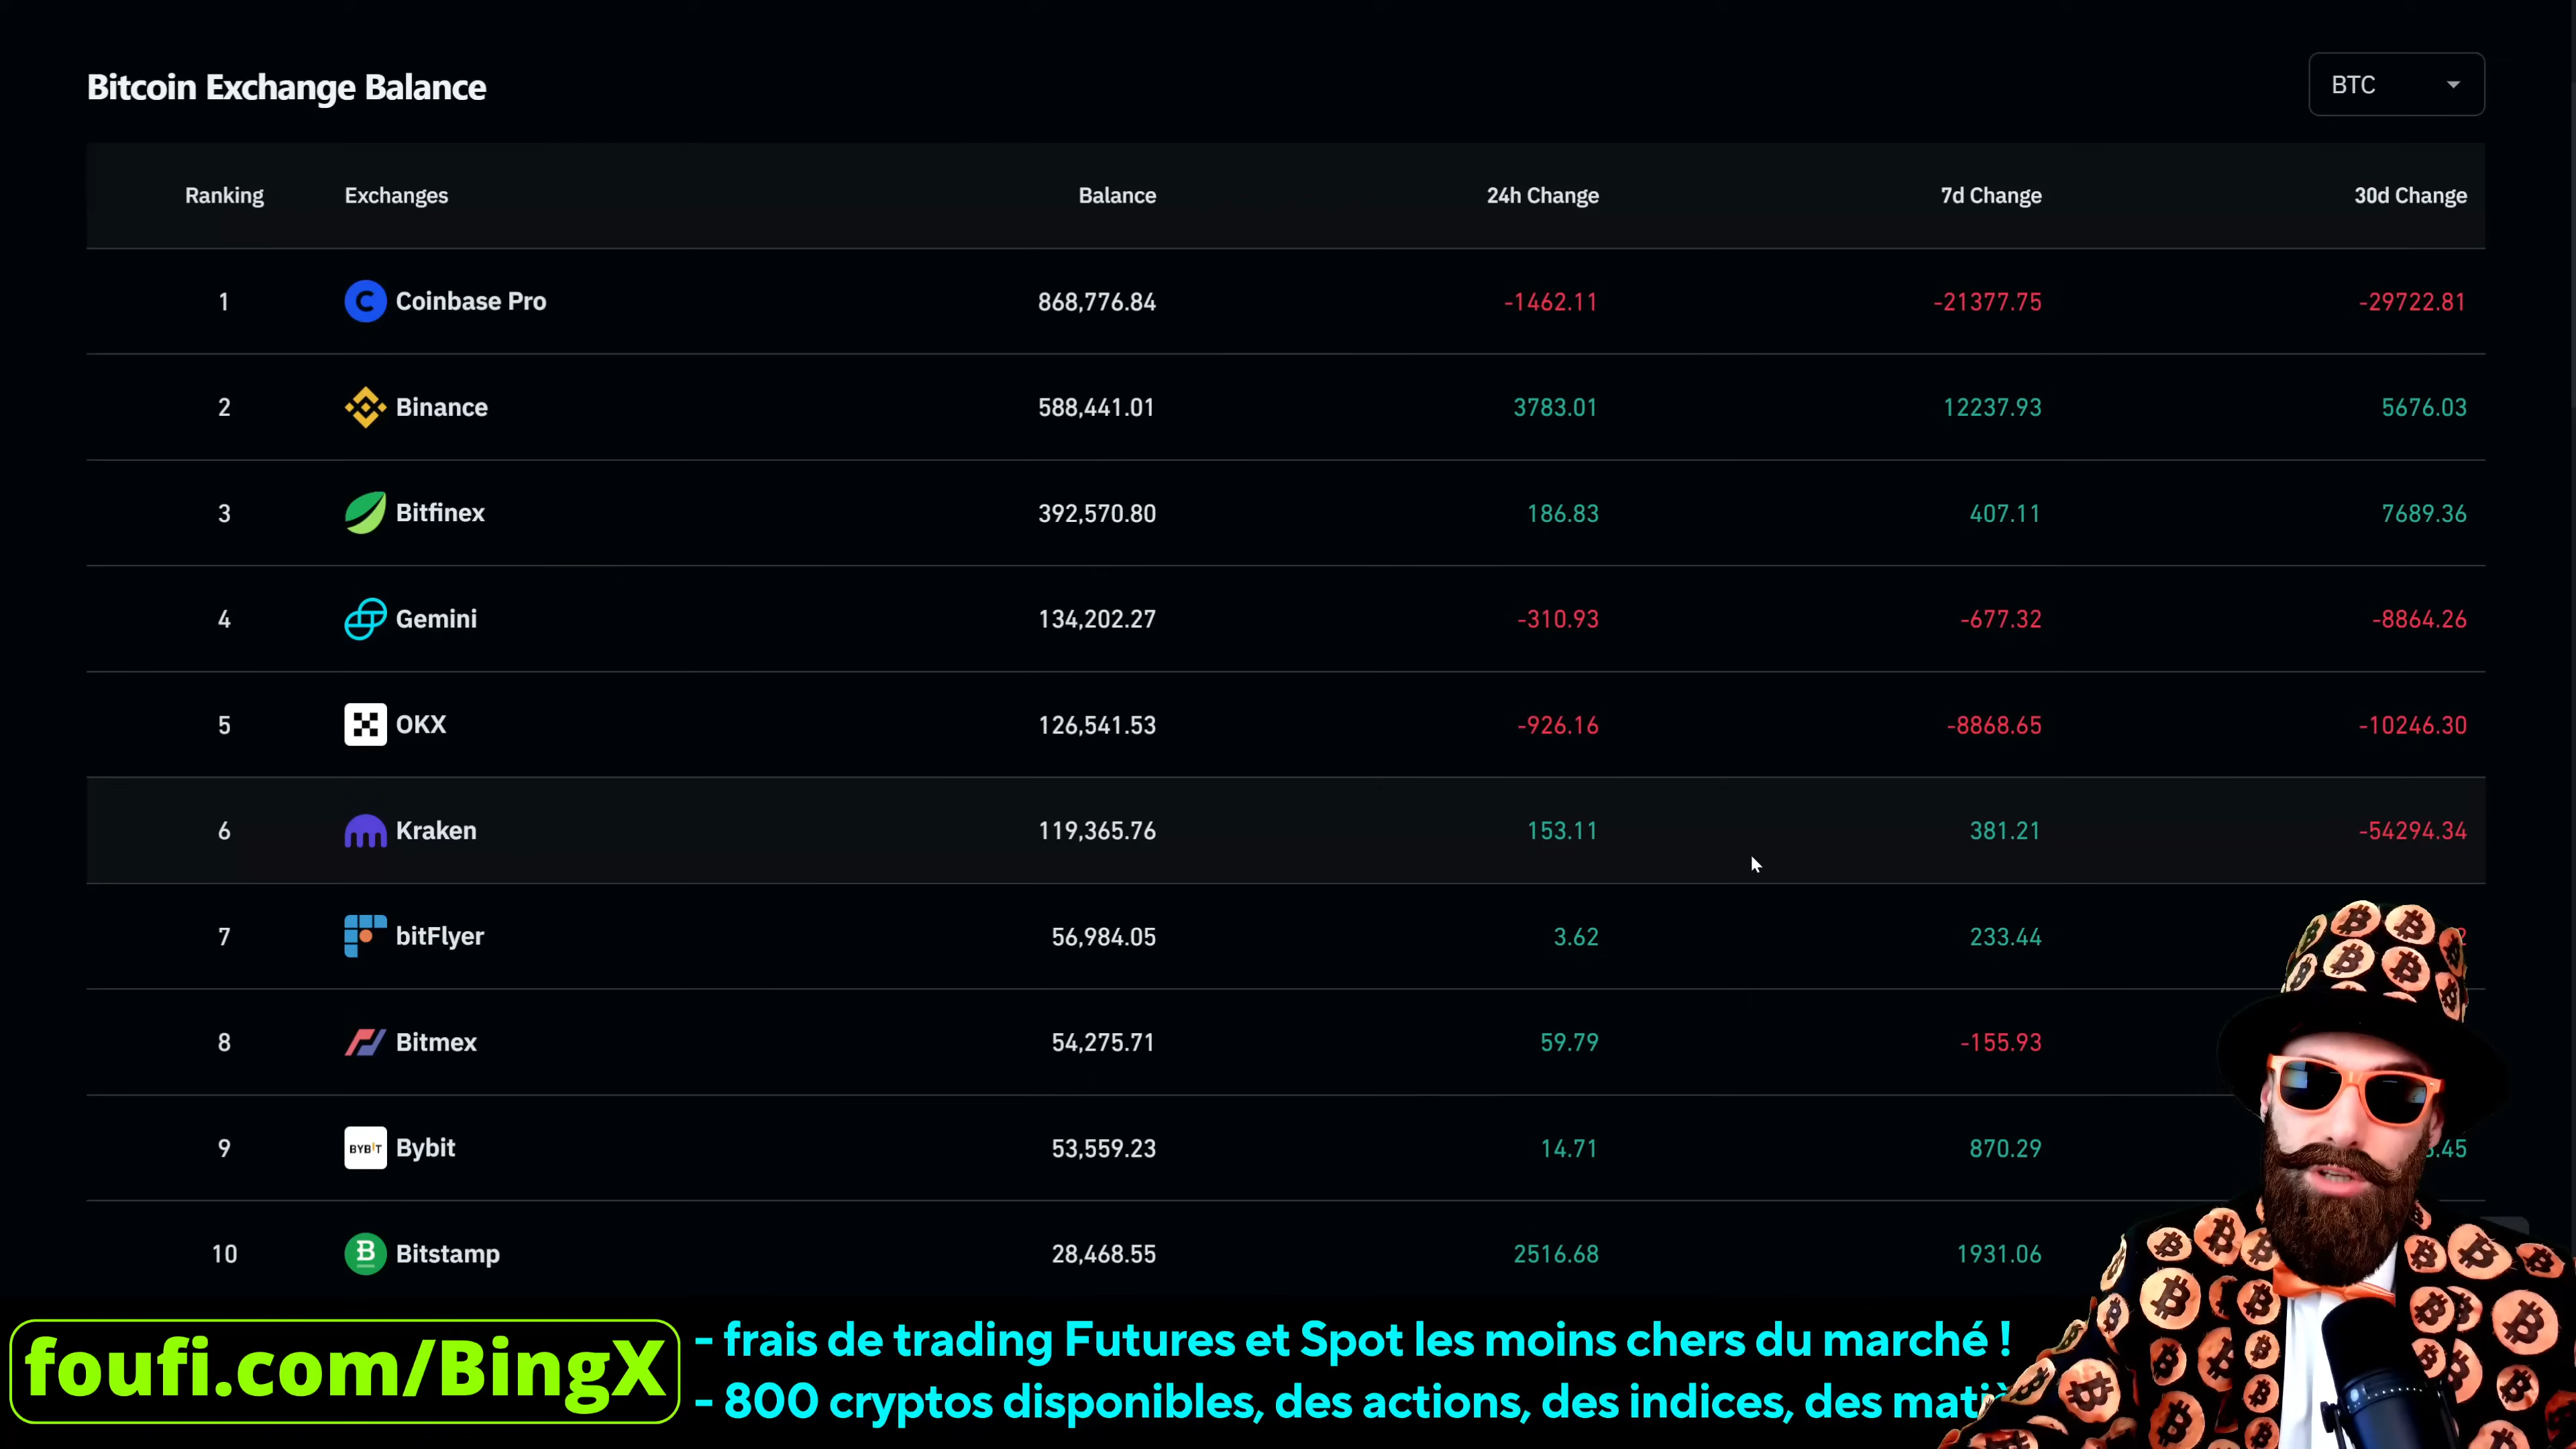 Bitcoin Exchange Balance
BTC
Ranking Exchanges Balance 24h Change 7d Change 30d Change
1 Coinbase Pro 868,776.84 -1462.11 -21377.75 -29722.81
2 Binance 588,441.01 3783.01 12237.93 5676.03
3 Bitfinex 392,570.80 186.83 407.11 7689.36
4 Gemini 134,202.27 -310.93 -677.32 -8864.26
5 OKX 126,541.53 -926.16 -8868.65 -10246.30
6 Kraken 119,365.76 153.11 381.21 -54294.34
7 bitFlyer 56,984.05 3.62 233.44
8 Bitmex 54,275.71 59.79 -155.93
9 BYBIT Bybit 53,559.23 14.71 870.29
10 Bitstamp 28,468.55 2516.68 1931.06
foufi.com/BingX
- frais de trading Futures et Spot les moins chers du marché !
- 800 cryptos disponibles, des actions, des indices, des